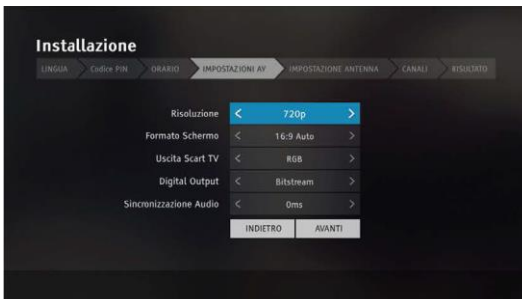 Installazione
LINGUA Codice PIN ORARIO IMPOSTAZIONI AV IMPOSTAZIONE ANTENNA CANALI RISULTATO
Risoluzione < 720p >
Formato Schermo < 16:9 Auto >
Uscita Scart TV < RGB >
Digital Output < Bitstream >
Sincronizzazione Audio < 0ms >
INDIETRO AVANTI